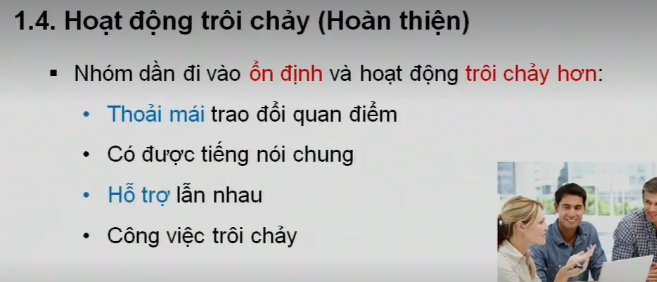 1.4. Hoạt động trôi chảy (Hoàn thiện)
▪ Nhóm dần đi vào ổn định và hoạt động trôi chảy hơn:
• Thoải mái trao đổi quan điểm
• Có được tiếng nói chung
• Hỗ trợ lẫn nhau
• Công việc trôi chảy